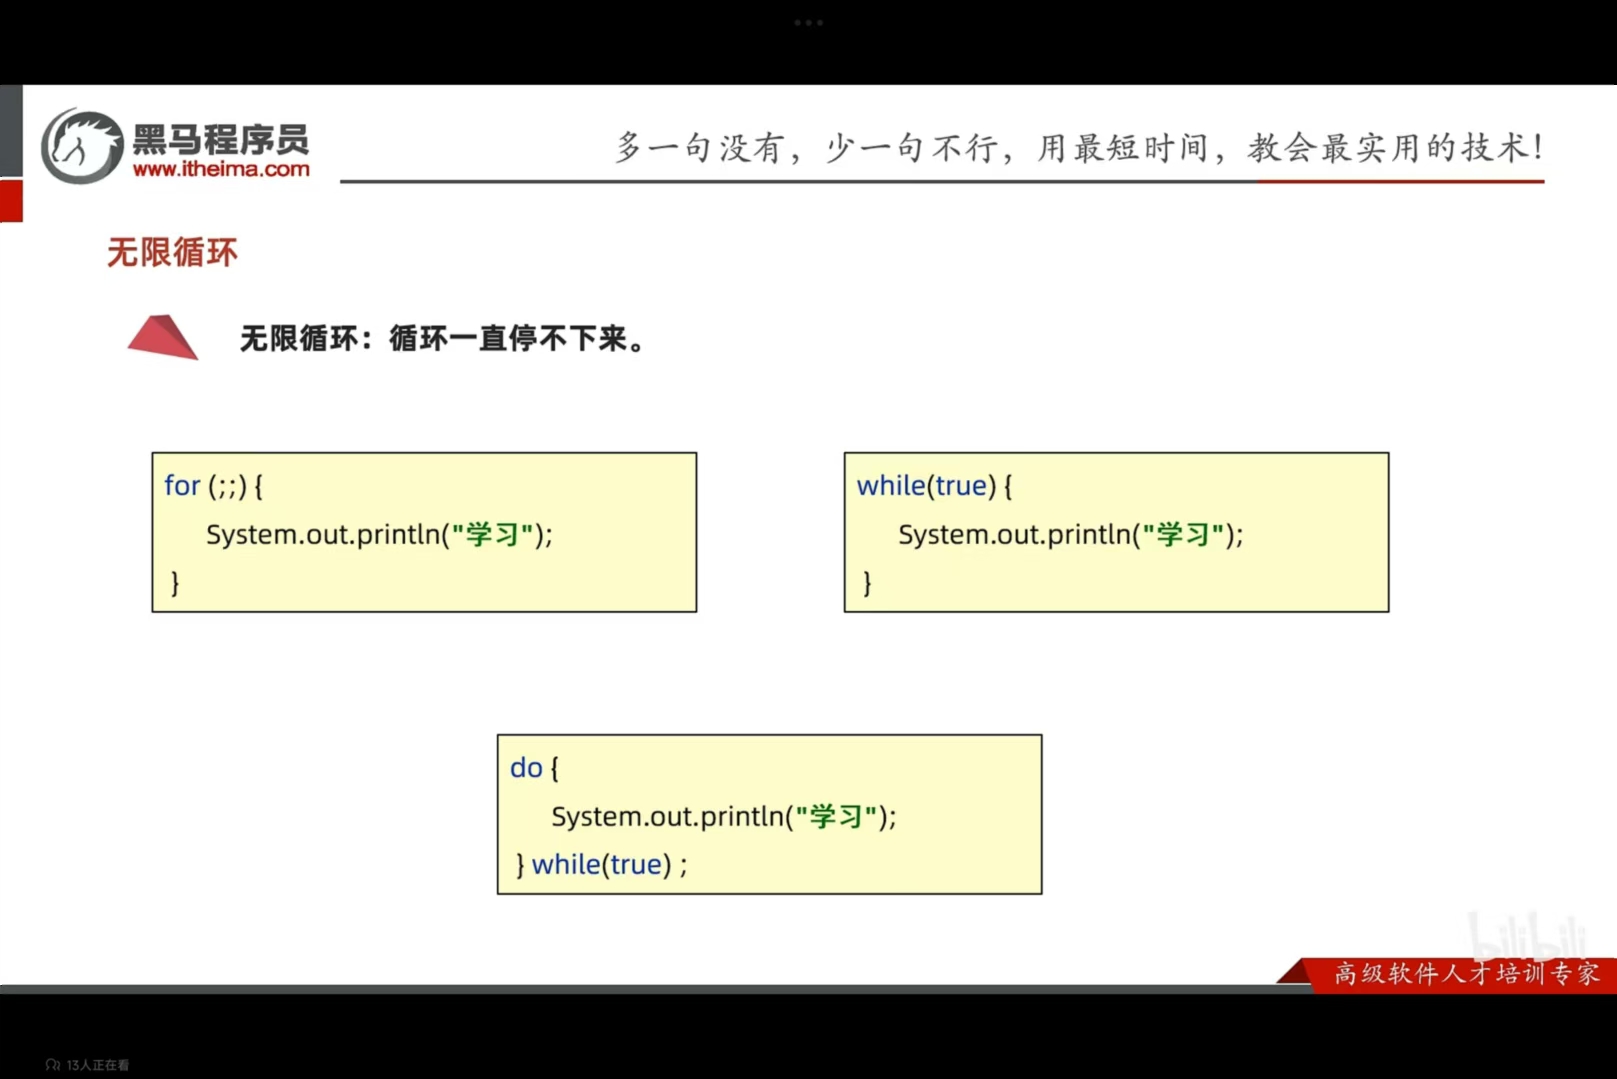 黑马程序员
www.itheima.com
多一句没有，少一句不行，用最短时间，教会最实用的技术！
无限循环
无限循环：循环一直停不下来。
for (;;) {
System.out.println("学习");
}
while(true) {
System.out.println("学习");
}
do {
System.out.println("学习");
} while(true) ;
bilibili
高级软件人才培训专家
13人正在看